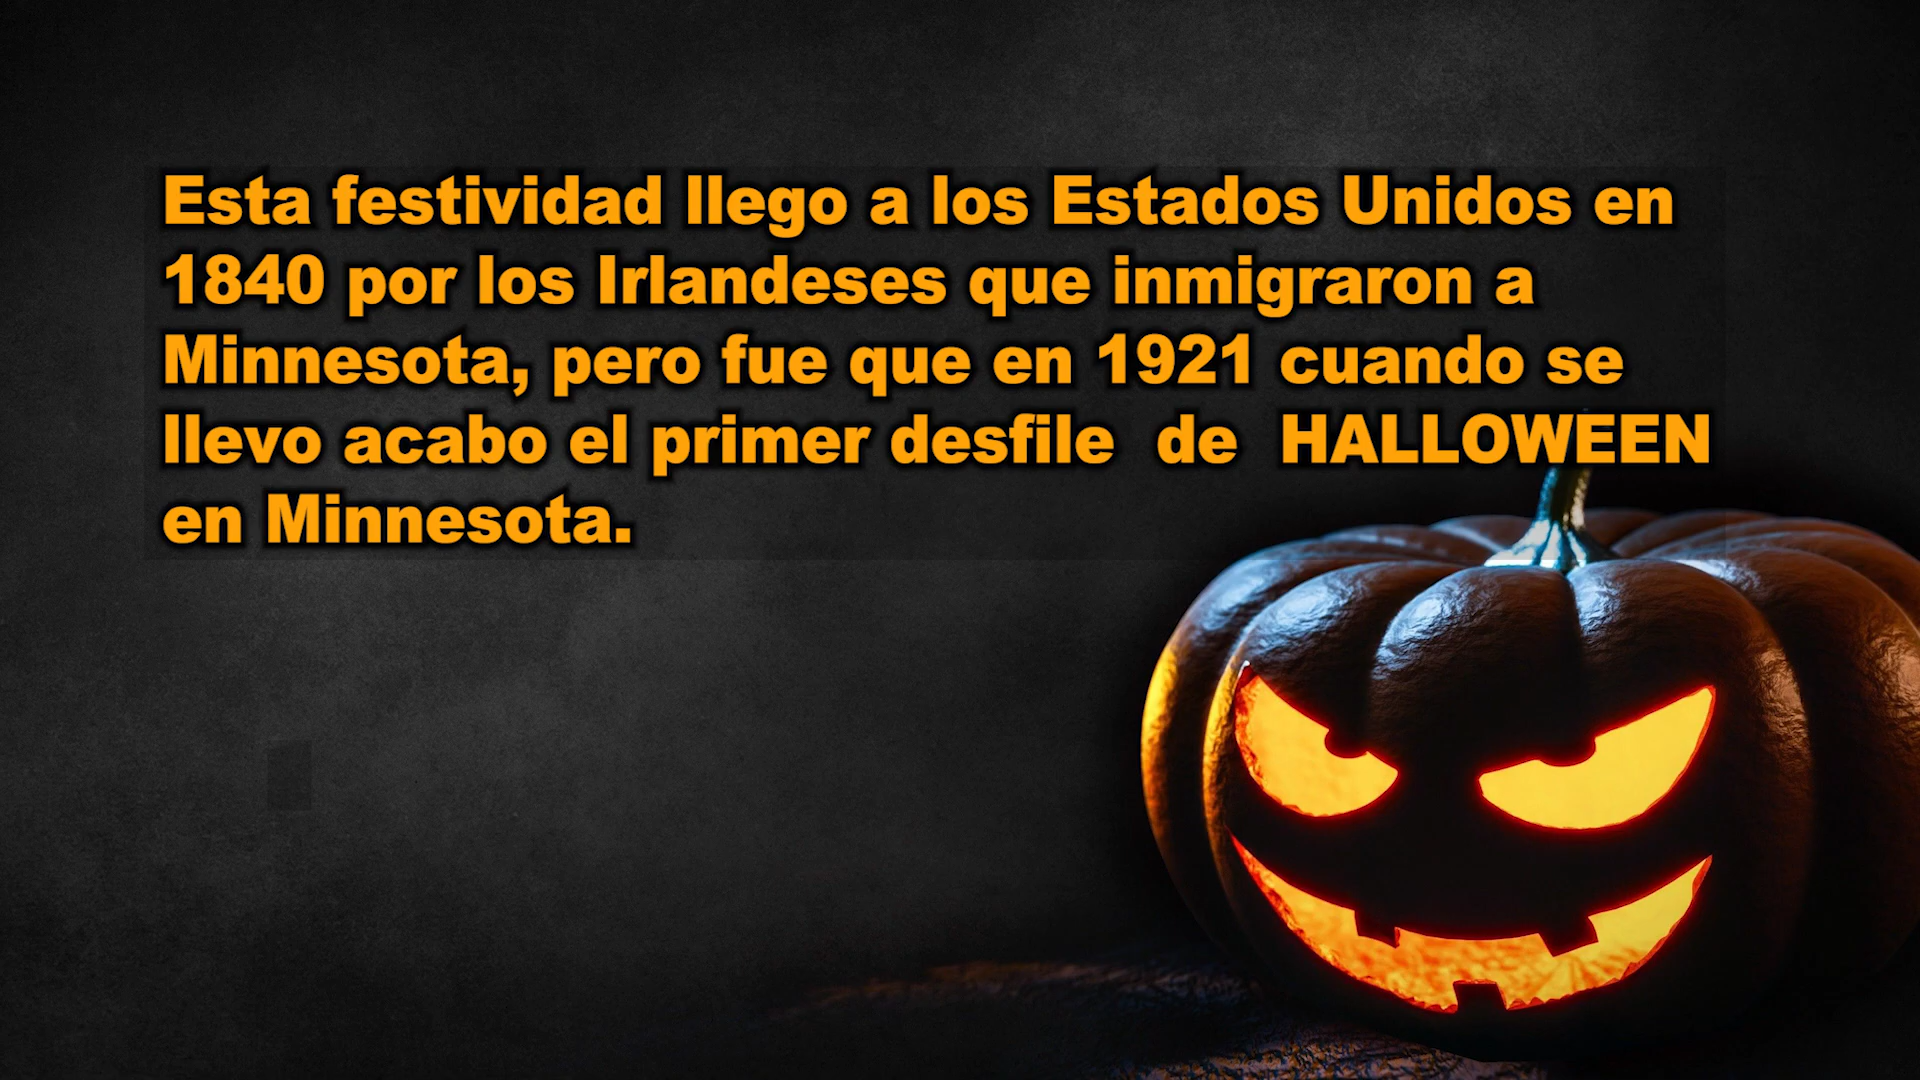 Esta festividad llego a los Estados Unidos en
1840 por los Irlandeses que inmigraron a
Minnesota, pero fue que en 1921 cuando se
llevo acabo el primer desfile de HALLOWEEN
en Minnesota.